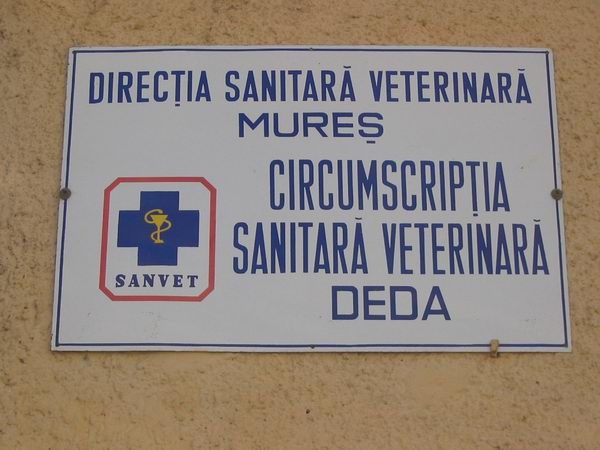 DIRECȚIA SANITARĂ VETERINARĂ
MUREȘ
CIRCUMSCRIPȚIA
SANITARĂ VETERINARĂ
DEDA
SANVET